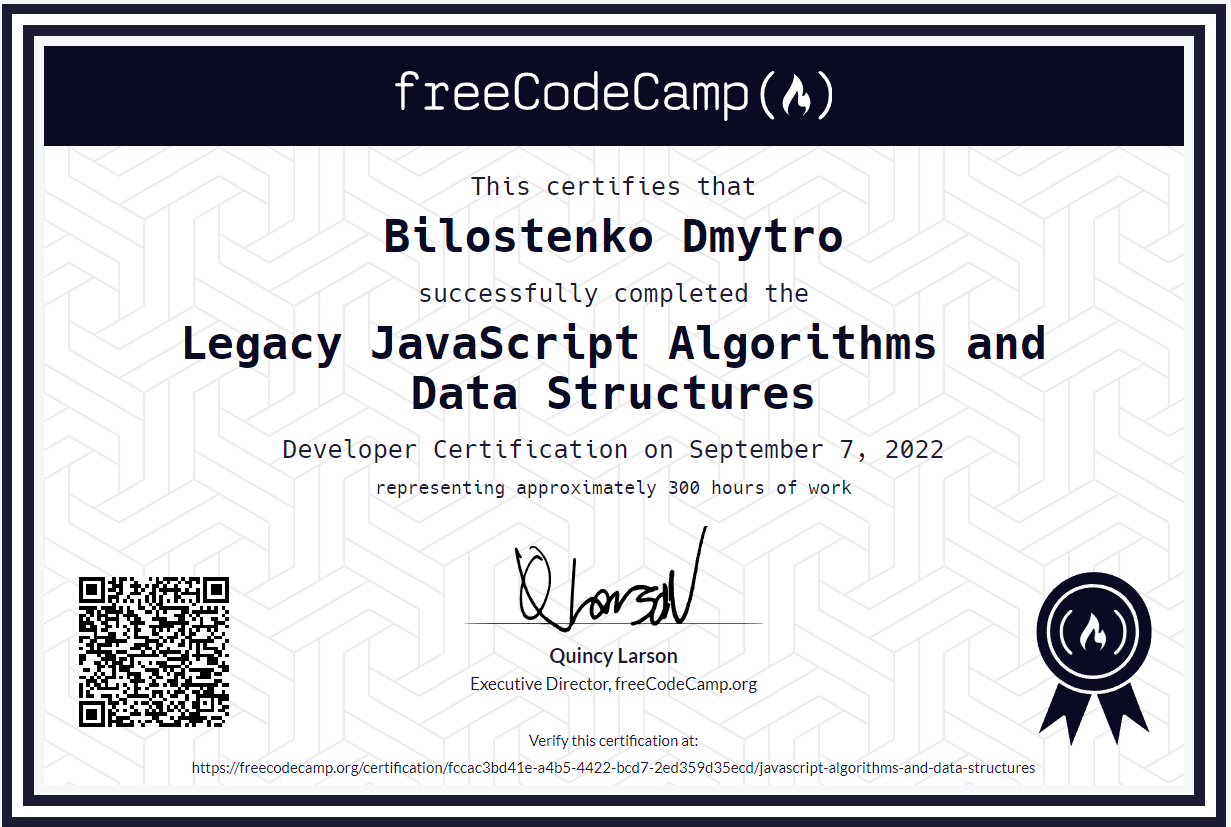 freeCodeCamp
This certifies that
Bilostenko Dmytro
successfully completed the
Legacy JavaScript Algorithms and
Data Structures
Developer Certification on September 7, 2022
representing approximately 300 hours of work
QLarson
Quincy Larson
Executive Director, freeCodeCamp.org
Verify this certification at:
https://freecodecamp.org/certification/fccac3bd41e-a4b5-4422-bcd7-2ed359d35ecd/javascript-algorithms-and-data-structures